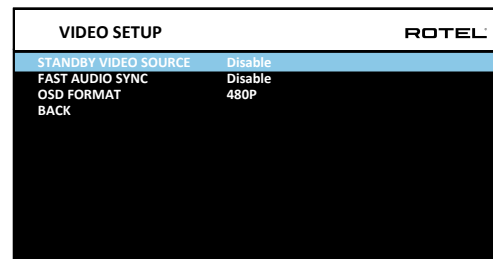 VIDEO SETUP ROTEL
STANDBY VIDEO SOURCE Disable
FAST AUDIO SYNC Disable
OSD FORMAT 480P
BACK